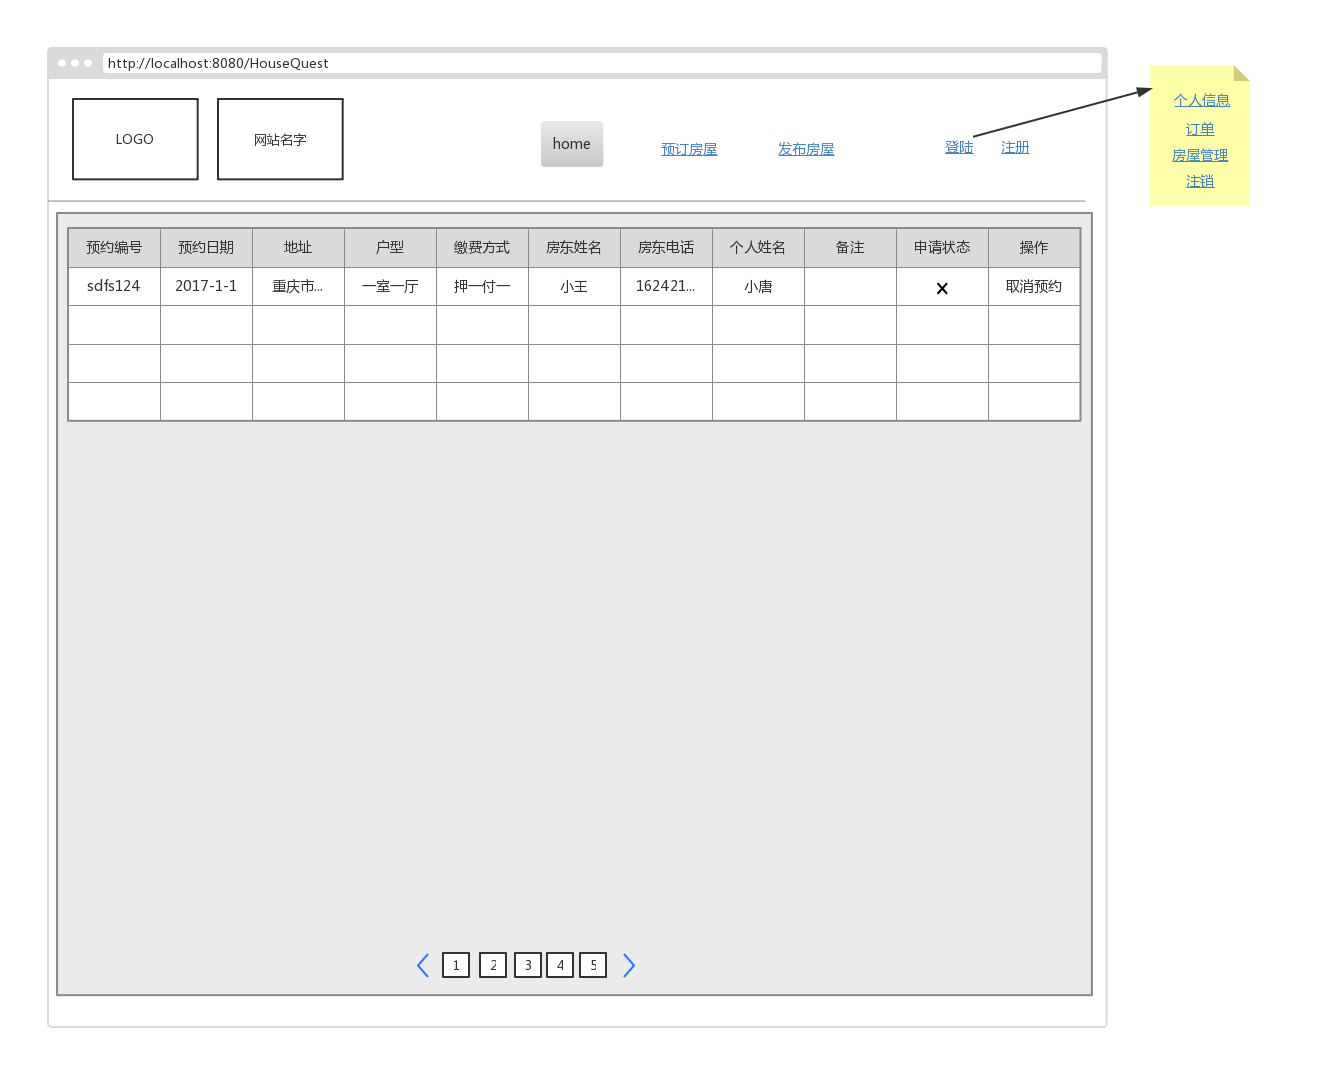 http://localhost:8080/HouseQuest
LOGO
网站名字
home
预订房屋
发布房屋
登陆
注册
个人信息
订单
房屋管理
注销
预约编号 预约日期 地址 户型 缴费方式 房东姓名 房东电话 个人姓名 备注 申请状态 操作
sdfs124 2017-1-1 重庆市... 一室一厅 押一付一 小王 162421... 小唐 取消预约
1 2 3 4 5